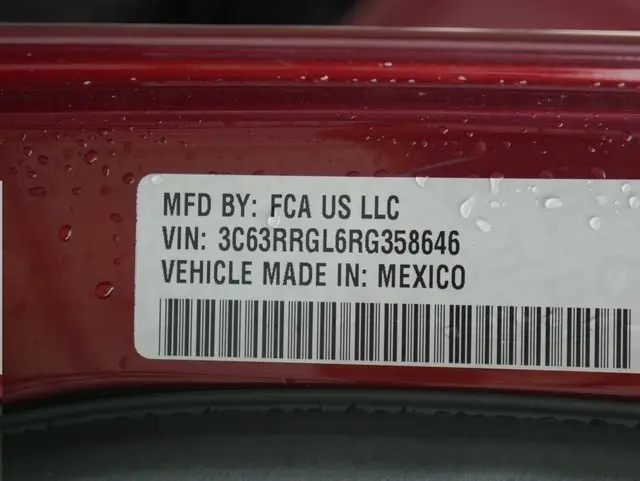 MFD BY: FCA US LLC
VIN: 3C63RRGL6RG358646
VEHICLE MADE IN: MEXICO